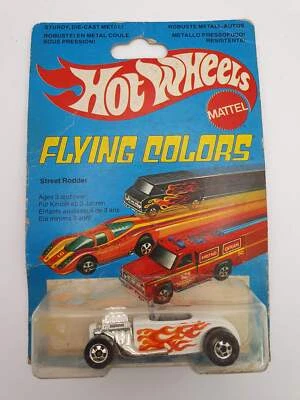 STURDY, DIE-CAST METAL!
ROBUSTE! EN METAL COULE
SOUS PRESSION!
ROBUSTE METALL-AUTOS
METALLO PRESSOFUSO!
RESISTENTE!
HOT WHEELS
MATTEL
FLYING COLORS
Street Rodder
Ages 3 and over
Für Kinder ab 3 Jahren
Enfants au-dessus de 3 ans
Età minima 3 anni